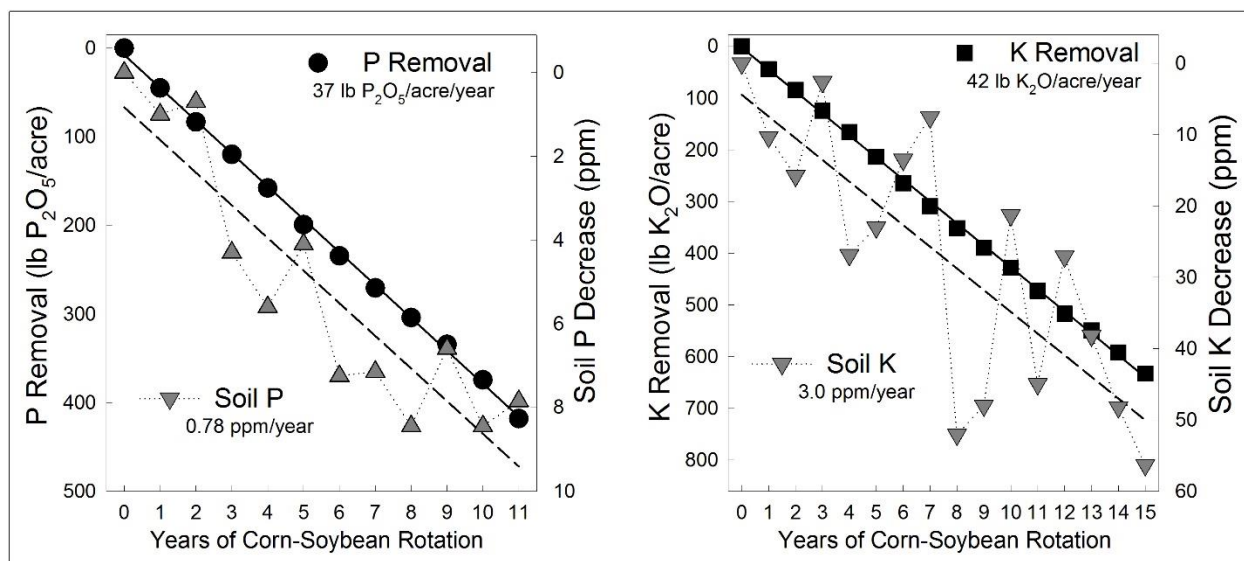 P Removal
37 lb P₂O₅/acre/year
Soil P
0.78 ppm/year
P Removal (lb P₂O₅/acre)
0
100
200
300
400
500
Soil P Decrease (ppm)
0
2
4
6
8
10
0 1 2 3 4 5 6 7 8 9 10 11
Years of Corn-Soybean Rotation
K Removal
42 lb K₂O/acre/year
Soil K
3.0 ppm/year
K Removal (lb K₂O/acre)
0
100
200
300
400
500
600
700
800
Soil K Decrease (ppm)
0
10
20
30
40
50
60
0 1 2 3 4 5 6 7 8 9 10 11 12 13 14 15
Years of Corn-Soybean Rotation